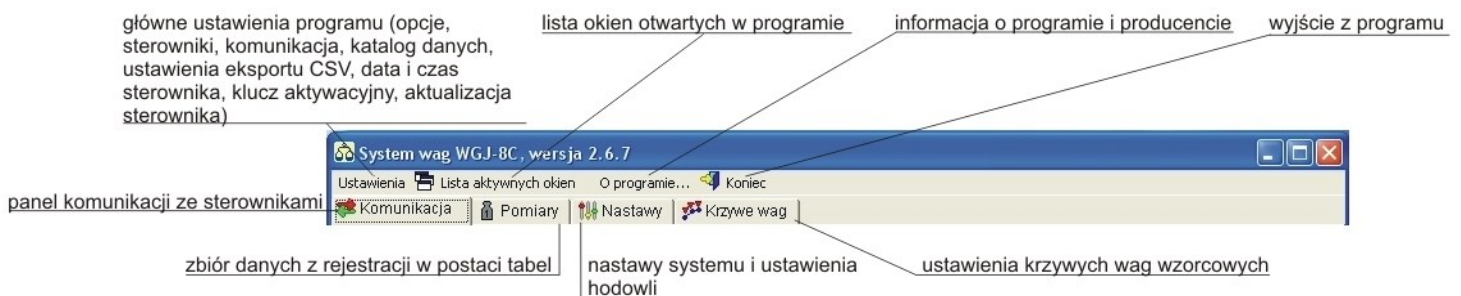 główne ustawienia programu (opcje,
sterowniki, komunikacja, katalog danych,
ustawienia eksportu CSV, data i czas
sterownika, klucz aktywacyjny, aktualizacja
sterownika)
lista okien otwartych w programie
informacja o programie i producencie
wyjście z programu
System wag WGJ-8C, wersja 2.6.7
Ustawienia Lista aktywnych okien O programie... Koniec
panel komunikacji ze sterownikami
Komunikacja Pomiary Nastawy Krzywe wag
zbiór danych z rejestracji w postaci tabel
nastawy systemu i ustawienia
hodowli
ustawienia krzywych wag wzorcowych